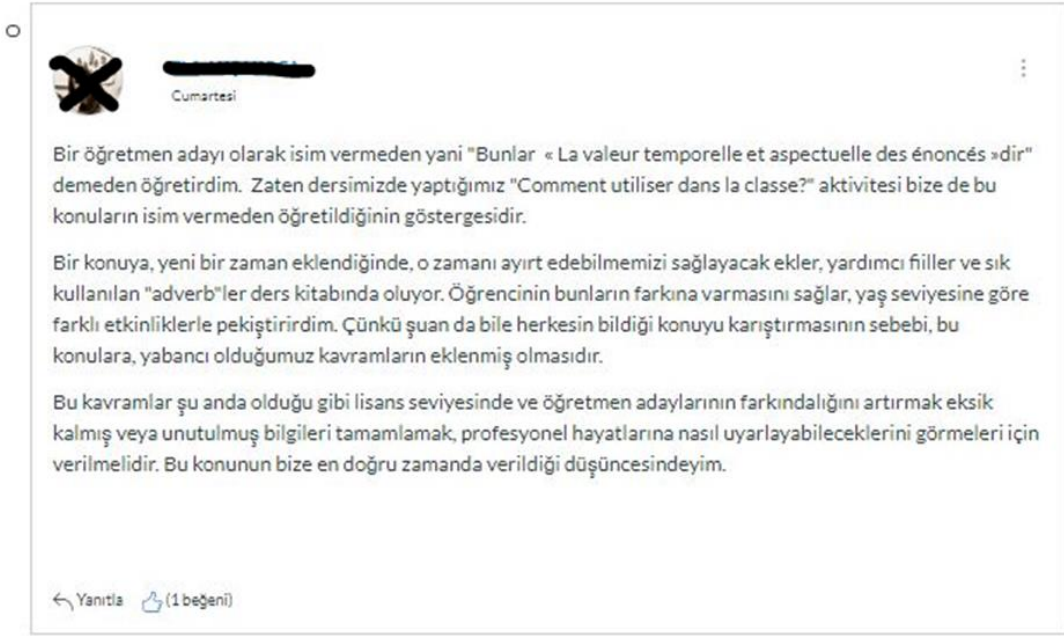 Cumartesi
Bir öğretmen adayı olarak isim vermeden yani "Bunlar « La valeur temporelle et aspectuelle des énoncés »dir"
demeden öğretirdim. Zaten dersimizde yaptığımız "Comment utiliser dans la classe?" aktivitesi bize de bu
konuların isim vermeden öğretildiğinin göstergesidir.
Bir konuya, yeni bir zaman eklendiğinde, o zamanı ayırt edebilmemizi sağlayacak ekler, yardımcı fiiller ve sık
kullanılan "adverb"ler ders kitabında oluyor. Öğrencinin bunların farkına varmasını sağlar, yaş seviyesine göre
farklı etkinliklerle pekiştirirdim. Çünkü şuan da bile herkesin bildiği konuyu karıştırmasının sebebi, bu
konulara, yabancı olduğumuz kavramların eklenmiş olmasıdır.
Bu kavramlar şu anda olduğu gibi lisans seviyesinde ve öğretmen adaylarının farkındalığını artırmak eksik
kalmış veya unutulmuş bilgileri tamamlamak, profesyonel hayatlarına nasıl uyarlayabileceklerini görmeleri için
verilmelidir. Bu konunun bize en doğru zamanda verildiği düşüncesindeyim.
Yanıtla (1 beğeni)